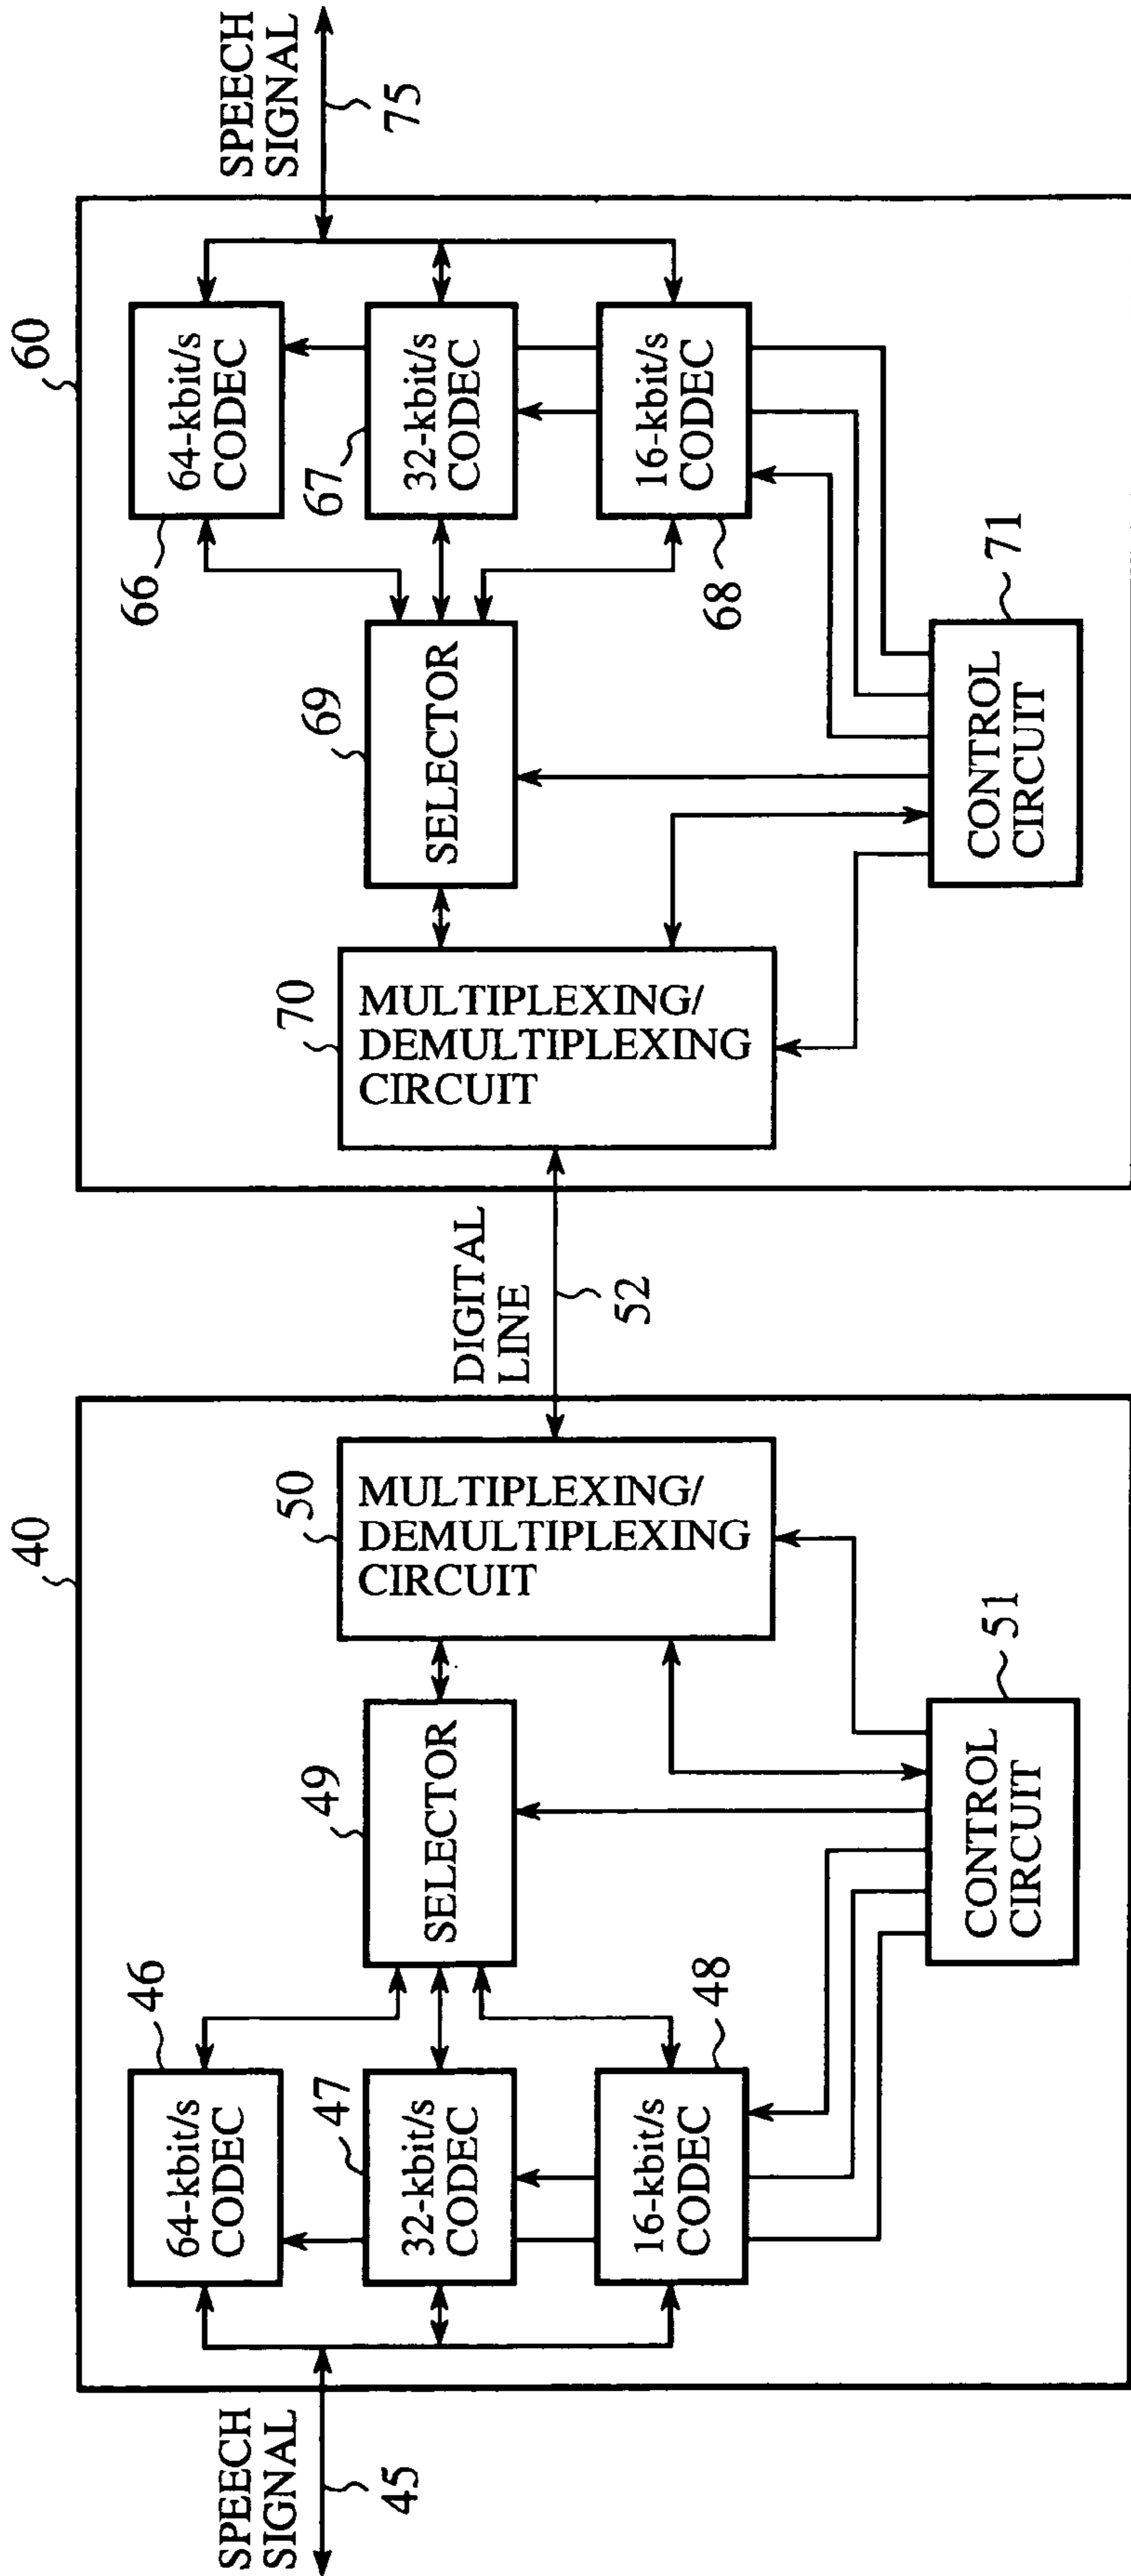 40
60
SPEECH
SIGNAL
45
64-kbit/s
CODEC
46
32-kbit/s
CODEC
47
16-kbit/s
CODEC
48
SELECTOR
49
MULTIPLEXING/
DEMULTIPLEXING
CIRCUIT
50
CONTROL
CIRCUIT
51
DIGITAL
LINE
52
MULTIPLEXING/
DEMULTIPLEXING
CIRCUIT
70
SELECTOR
69
64-kbit/s
CODEC
66
32-kbit/s
CODEC
67
16-kbit/s
CODEC
68
CONTROL
CIRCUIT
71
SPEECH
SIGNAL
75